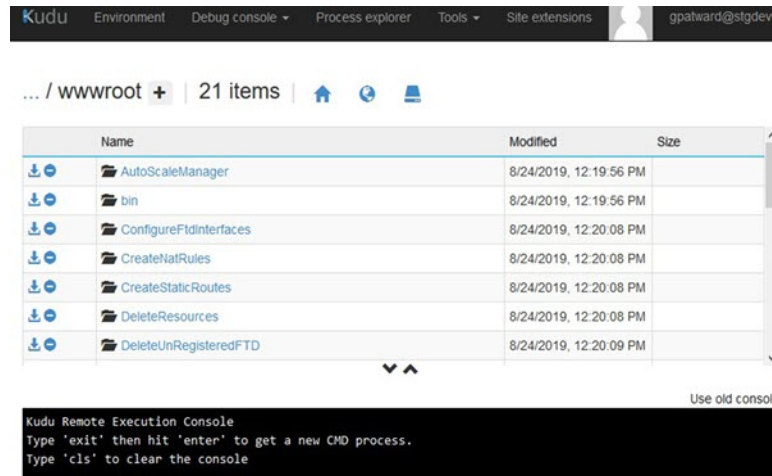 Kudu Environment Debug console Process explorer Tools Site extensions gpatward@stgdev
... / wwwroot + 21 items
Name Modified Size
AutoScaleManager 8/24/2019, 12:19:56 PM
bin 8/24/2019, 12:19:56 PM
ConfigureFtdInterfaces 8/24/2019, 12:20:08 PM
CreateNatRules 8/24/2019, 12:20:08 PM
CreateStaticRoutes 8/24/2019, 12:20:08 PM
DeleteResources 8/24/2019, 12:20:08 PM
DeleteUnRegisteredFTD 8/24/2019, 12:20:09 PM
Use old consol
Kudu Remote Execution Console
Type 'exit' then hit 'enter' to get a new CMD process.
Type 'cls' to clear the console